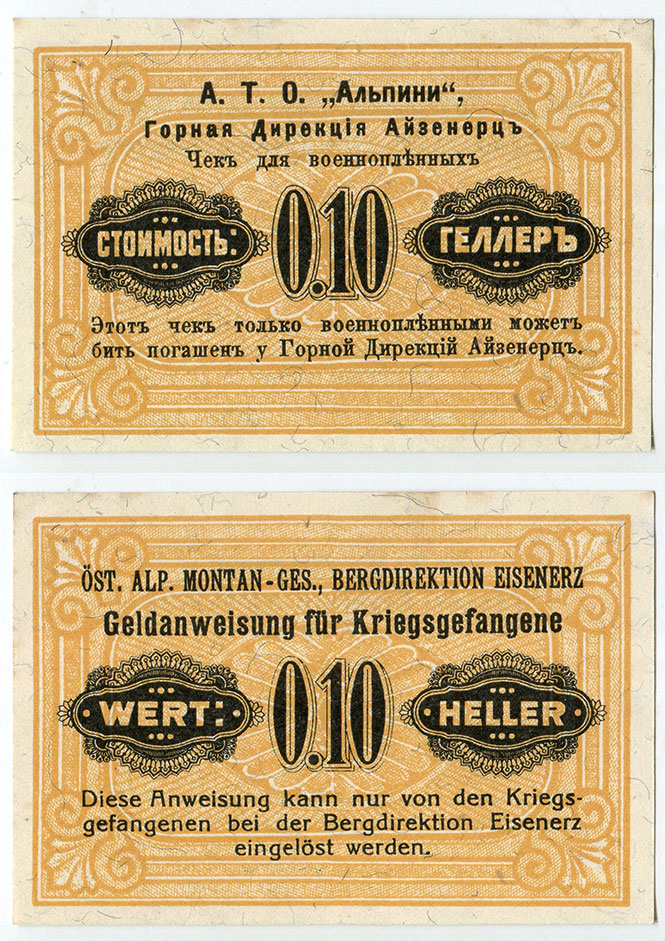 А. Т. О. „Альпини“,
Горная Дирекція Айзенерцъ
Чекъ для военноплѣнныхъ
СТОИМОСТЬ: 0.10 ГЕЛЛЕРЪ
Этотъ чекъ только военноплѣнными можетъ
бить погашенъ у Горной Дирекцій Айзенерцъ.
ÖST. ALP. MONTAN-GES., BERGDIREKTION EISENERZ
Geldanweisung für Kriegsgefangene
WERT: 0.10 HELLER
Diese Anweisung kann nur von den Kriegs-
gefangenen bei der Bergdirektion Eisenerz
eingelöst werden.